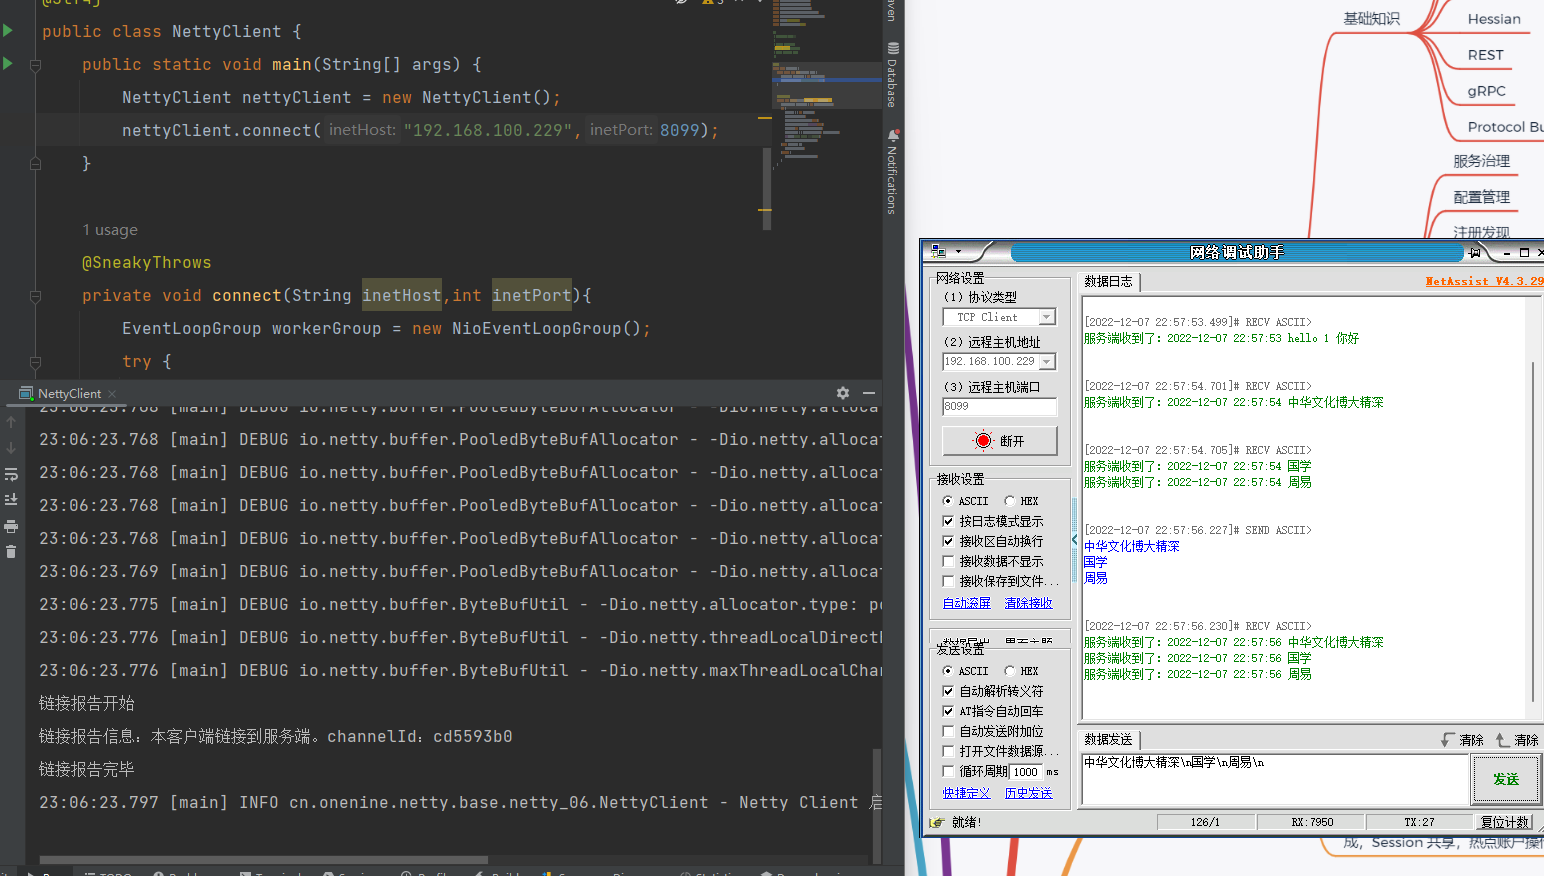 public class NettyClient {
public static void main(String[] args) {
NettyClient nettyClient = new NettyClient();
nettyClient.connect( inetHost: "192.168.100.229", inetPort: 8099);
}
1 usage
@SneakyThrows
private void connect(String inetHost,int inetPort){
EventLoopGroup workerGroup = new NioEventLoopGroup();
try {
Database
Notifications
NettyClient
23:06:23.768 [main] DEBUG io.netty.buffer.PooledByteBufAllocator - -Dio.netty.alloca
23:06:23.768 [main] DEBUG io.netty.buffer.PooledByteBufAllocator - -Dio.netty.allocat
23:06:23.768 [main] DEBUG io.netty.buffer.PooledByteBufAllocator - -Dio.netty.allocat
23:06:23.768 [main] DEBUG io.netty.buffer.PooledByteBufAllocator - -Dio.netty.allocat
23:06:23.768 [main] DEBUG io.netty.buffer.PooledByteBufAllocator - -Dio.netty.allocat
23:06:23.769 [main] DEBUG io.netty.buffer.PooledByteBufAllocator - -Dio.netty.allocat
23:06:23.775 [main] DEBUG io.netty.buffer.ByteBufUtil - -Dio.netty.allocator.type: po
23:06:23.776 [main] DEBUG io.netty.buffer.ByteBufUtil - -Dio.netty.threadLocalDirect
23:06:23.776 [main] DEBUG io.netty.buffer.ByteBufUtil - -Dio.netty.maxThreadLocalChar
链接报告开始
链接报告信息：本客户端链接到服务端。channelId：cd5593b0
链接报告完毕
23:06:23.797 [main] INFO cn.onenine.netty.base.netty_06.NettyClient - Netty Client 启
基础知识
Hessian
REST
gRPC
Protocol Bu
服务治理
配置管理
注册发现
网络调试助手
网络设置
（1）协议类型
TCP Client
（2）远程主机地址
192.168.100.229
（3）远程主机端口
8099
断开
接收设置
ASCII HEX
按日志模式显示
接收区自动换行
接收数据不显示
接收保存到文件...
自动滚屏 清除接收
发送设置
ASCII HEX
自动解析转义符
AT指令自动回车
自动发送附加位
打开文件数据源...
循环周期 1000 ms
快捷定义 历史发送
就绪!
数据日志
NetAssist V4.3.29
[2022-12-07 22:57:53.499]# RECV ASCII>
服务端收到了：2022-12-07 22:57:53 hello 1 你好
[2022-12-07 22:57:54.701]# RECV ASCII>
服务端收到了：2022-12-07 22:57:54 中华文化博大精深
[2022-12-07 22:57:54.705]# RECV ASCII>
服务端收到了：2022-12-07 22:57:54 国学
服务端收到了：2022-12-07 22:57:54 周易
[2022-12-07 22:57:56.227]# SEND ASCII>
中华文化博大精深
国学
周易
[2022-12-07 22:57:56.230]# RECV ASCII>
服务端收到了：2022-12-07 22:57:56 中华文化博大精深
服务端收到了：2022-12-07 22:57:56 国学
服务端收到了：2022-12-07 22:57:56 周易
数据发送
清除 清除
中华文化博大精深\n国学\n周易\n
发送
126/1
RX:7950
TX:27
复位计数
成，Session 共享，热点账户操作